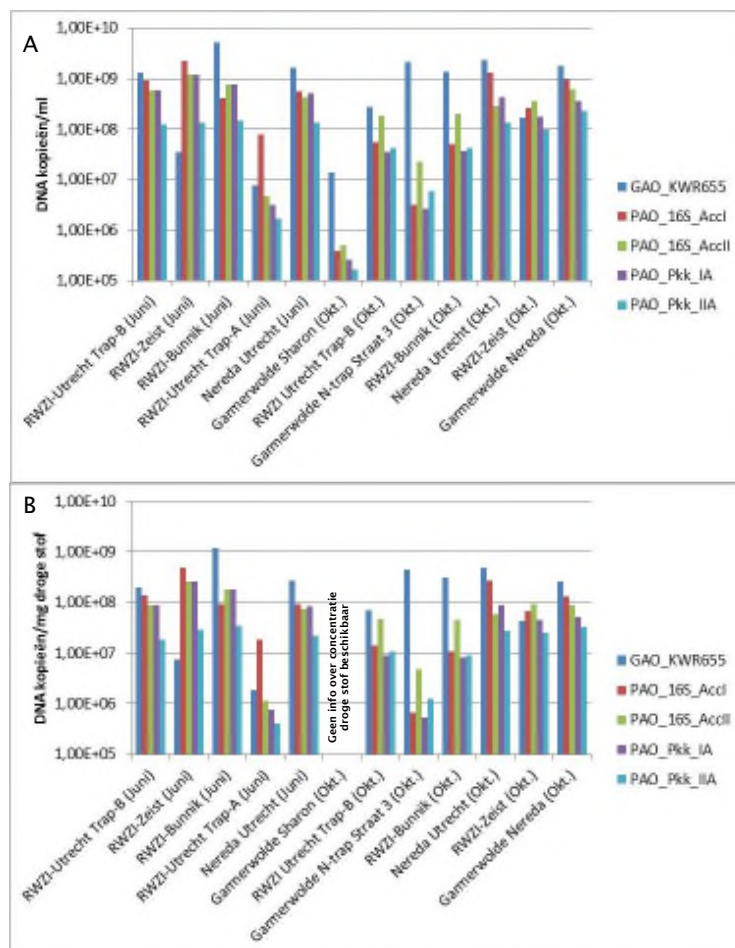 A
1,00E+10
1,00E+09
1,00E+08
1,00E+07
1,00E+06
1,00E+05
DNA kopieën/ml
RWZI-Utrecht Trap-B (Juni)
RWZI-Zeist (Juni)
RWZI-Bunnik (Juni)
RWZI-Utrecht Trap-A (Juni)
Nereda Utrecht (Juni)
Garmerwolde Sharon (Okt.)
RWZI Utrecht Trap-B (Okt.)
Garmerwolde N-trap Straat 3 (Okt.)
RWZI-Bunnik (Okt.)
Nereda Utrecht (Okt.)
RWZI-Zeist (Okt.)
Garmerwolde Nereda (Okt.)
GAO_KWR655
PAO_16S_AccI
PAO_16S_AccII
PAO_Pkk_IA
PAO_Pkk_IIA
B
1,00E+10
1,00E+09
1,00E+08
1,00E+07
1,00E+06
1,00E+05
DNA kopieën/mg droge stof
Geen info over concentratie
droge stof beschikbaar
RWZI-Utrecht Trap-B (Juni)
RWZI-Zeist (Juni)
RWZI-Bunnik (Juni)
RWZI-Utrecht Trap-A (Juni)
Nereda Utrecht (Juni)
Garmerwolde Sharon (Okt.)
RWZI Utrecht Trap-B (Okt.)
Garmerwolde N-trap Straat 3 (Okt.)
RWZI-Bunnik (Okt.)
Nereda Utrecht (Okt.)
RWZI-Zeist (Okt.)
Garmerwolde Nereda (Okt.)
GAO_KWR655
PAO_16S_AccI
PAO_16S_AccII
PAO_Pkk_IA
PAO_Pkk_IIA